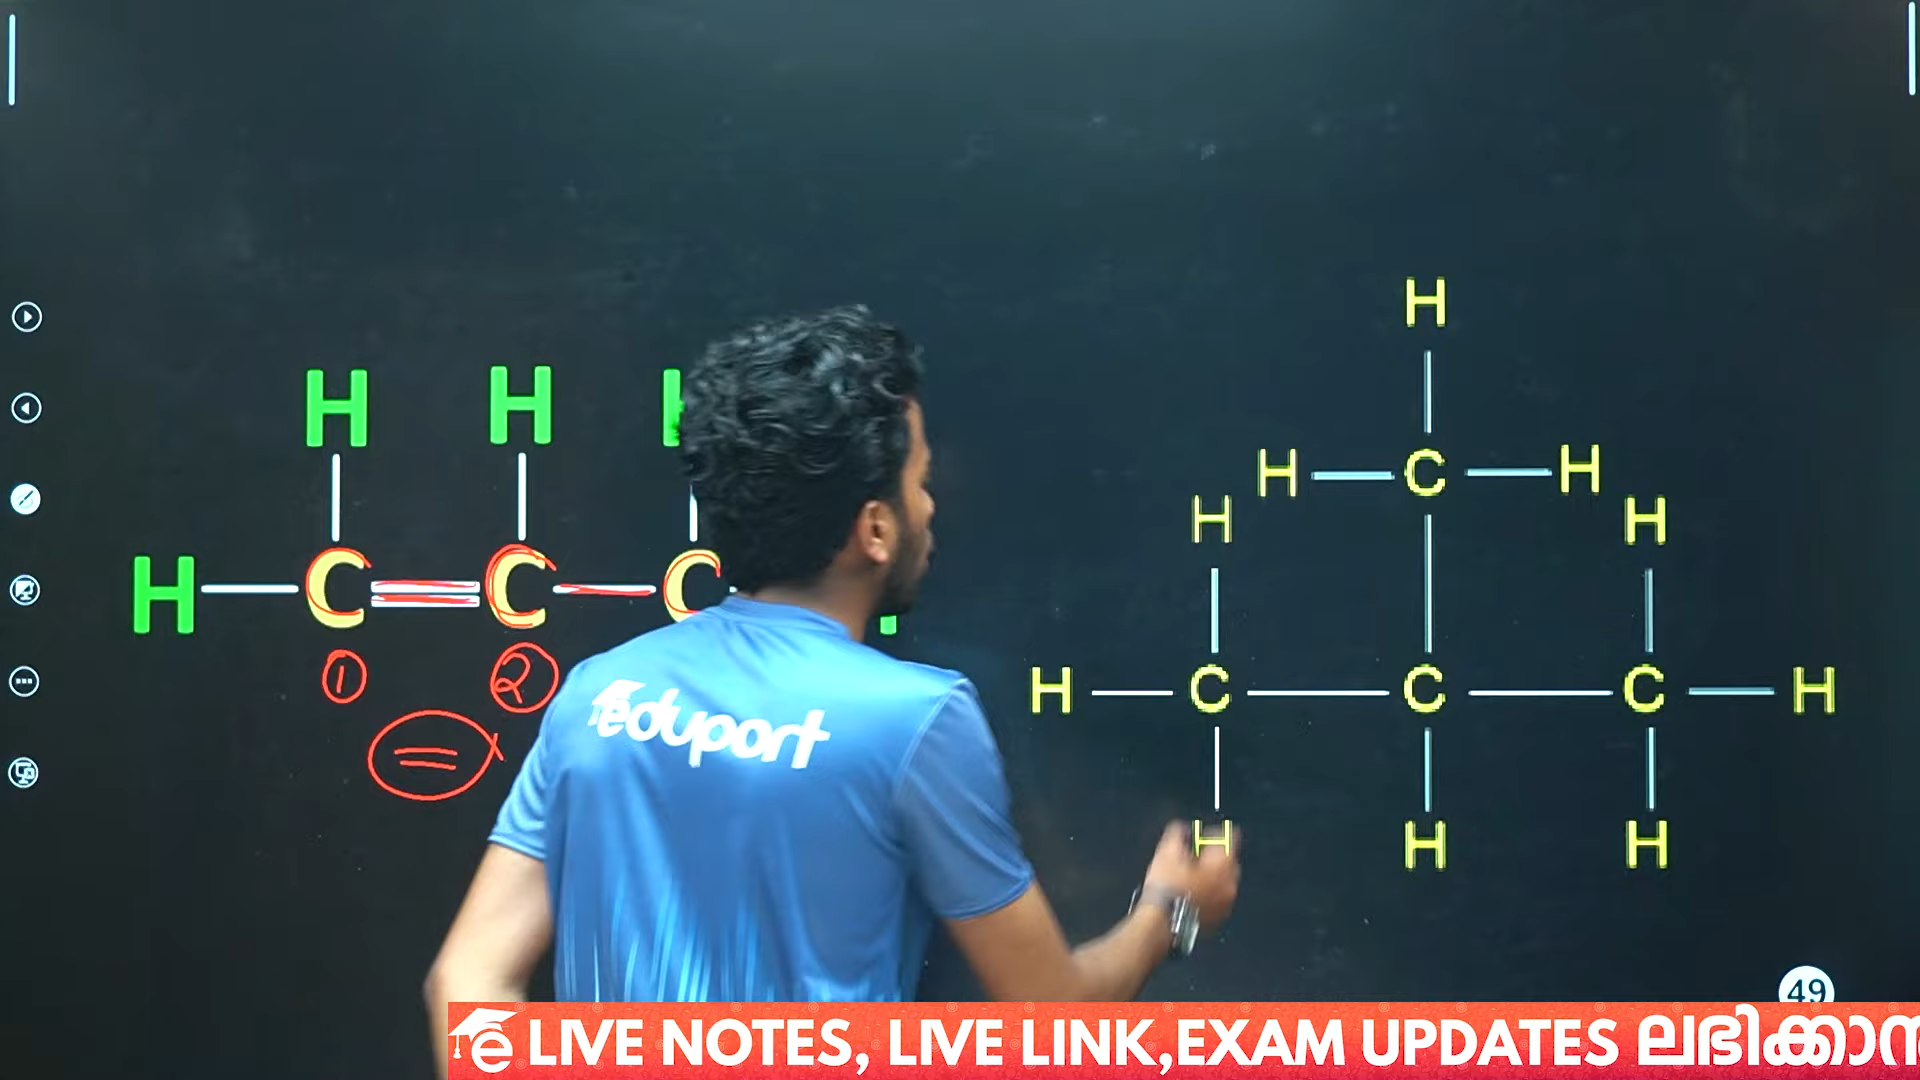 H
H H H H H
H H
H C C C H C C C H
1 2
=
eduport
H H H
49
e LIVE NOTES, LIVE LINK,EXAM UPDATES ലഭിക്കാൻ